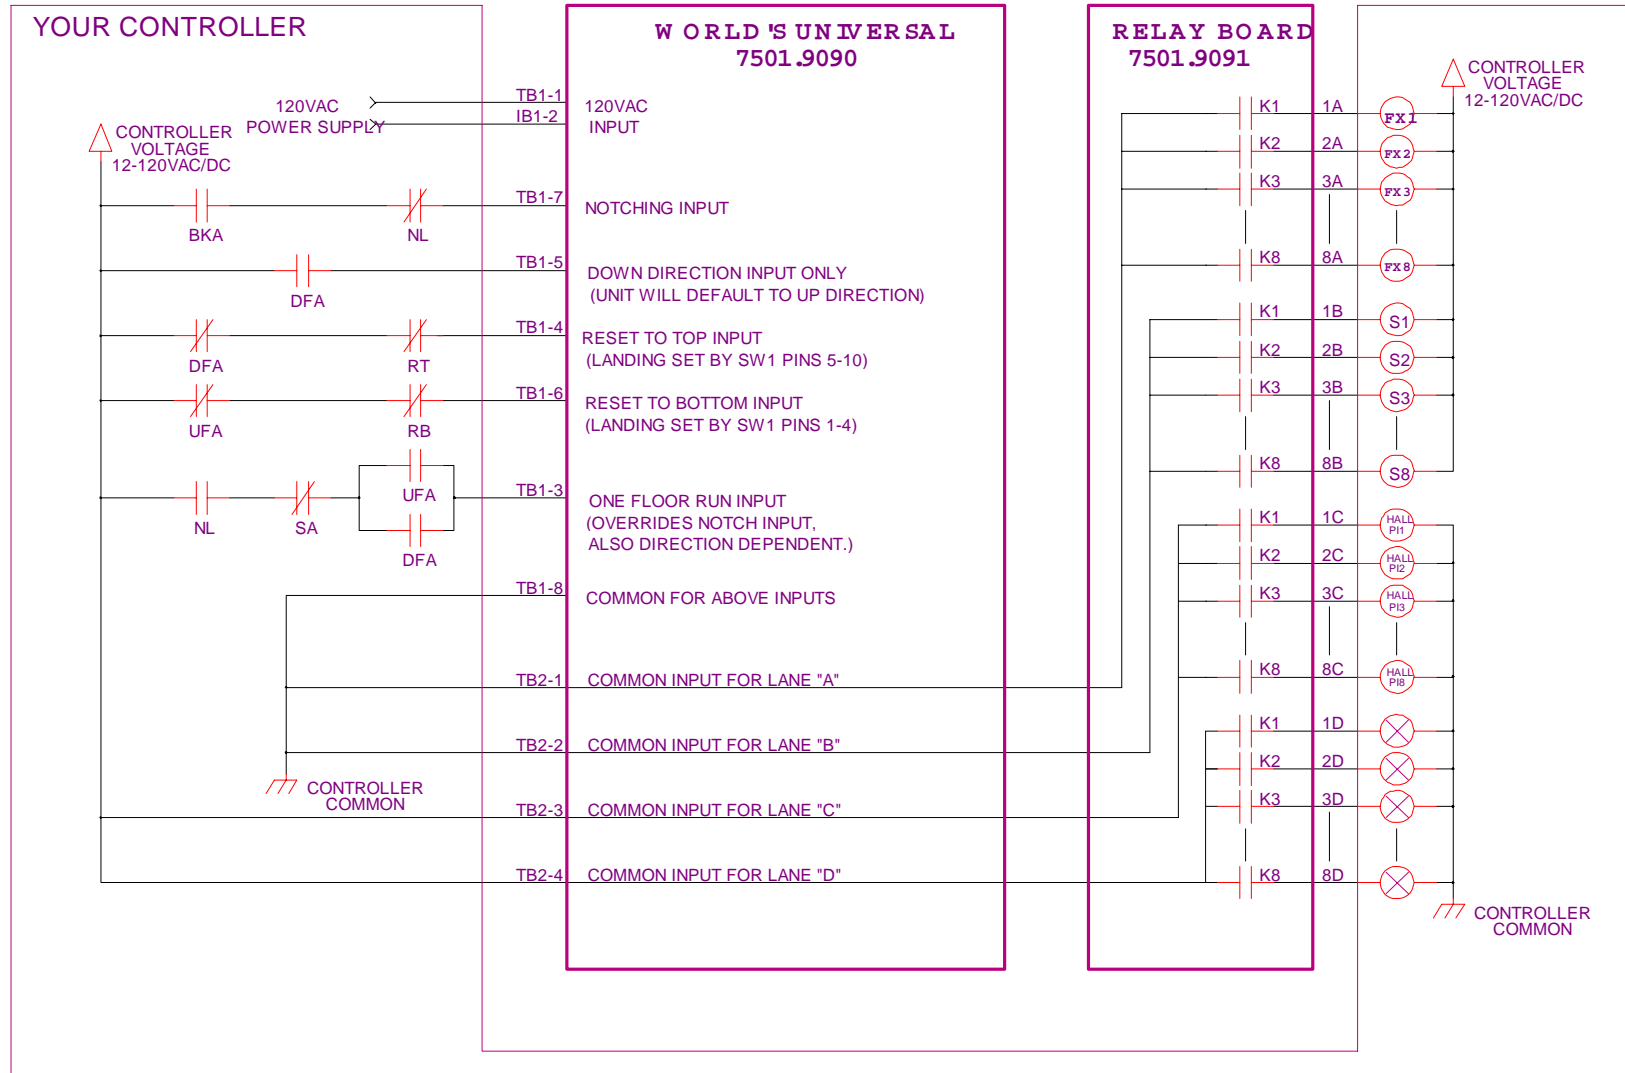 YOUR CONTROLLER
WORLD'S UNIVERSAL
7501.9090
RELAY BOARD
7501.9091
120VAC
POWER SUPPLY
TB1-1
IB1-2
120VAC
INPUT
CONTROLLER
VOLTAGE
12-120VAC/DC
BKA
NL
TB1-7
NOTCHING INPUT
DFA
TB1-5
DOWN DIRECTION INPUT ONLY
(UNIT WILL DEFAULT TO UP DIRECTION)
DFA
RT
TB1-4
RESET TO TOP INPUT
(LANDING SET BY SW1 PINS 5-10)
UFA
RB
TB1-6
RESET TO BOTTOM INPUT
(LANDING SET BY SW1 PINS 1-4)
NL
SA
UFA
DFA
TB1-3
ONE FLOOR RUN INPUT
(OVERRIDES NOTCH INPUT,
ALSO DIRECTION DEPENDENT.)
TB1-8
COMMON FOR ABOVE INPUTS
TB2-1
COMMON INPUT FOR LANE "A"
TB2-2
COMMON INPUT FOR LANE "B"
CONTROLLER
COMMON
TB2-3
COMMON INPUT FOR LANE "C"
TB2-4
COMMON INPUT FOR LANE "D"
CONTROLLER
VOLTAGE
12-120VAC/DC
K1 1A FX1
K2 2A FX2
K3 3A FX3
K8 8A FX8
K1 1B S1
K2 2B S2
K3 3B S3
K8 8B S8
K1 1C HALL
PI1
K2 2C HALL
PI2
K3 3C HALL
PI3
K8 8C HALL
PI8
K1 1D
K2 2D
K3 3D
K8 8D
CONTROLLER
COMMON